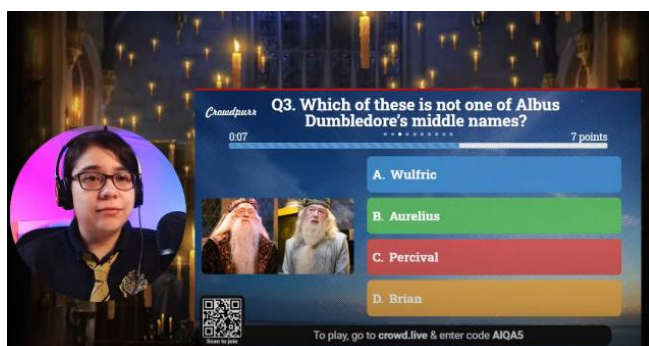 Crowdpurr
Q3. Which of these is not one of Albus
Dumbledore's middle names?
0:07
7 points
A. Wulfric
B. Aurelius
C. Percival
D. Brian
Scan to join
To play, go to crowd.live & enter code AIQA5